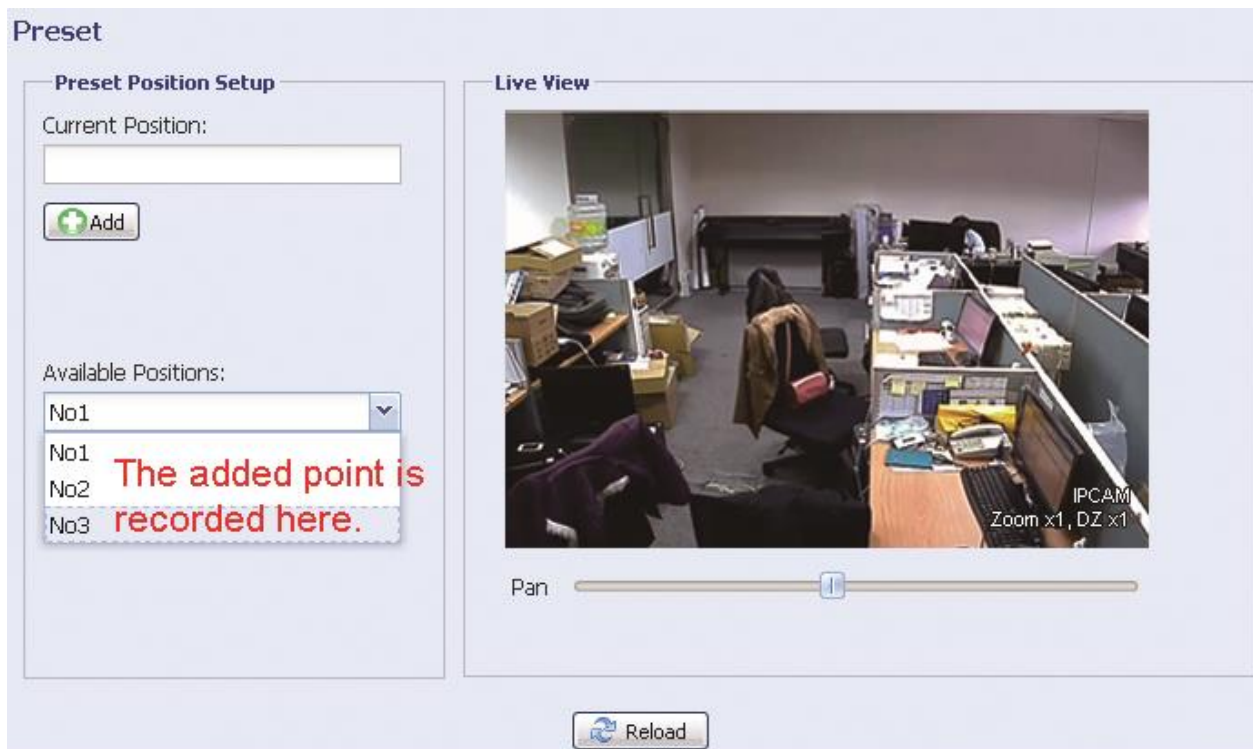 Preset
Preset Position Setup
Current Position:
Add
Available Positions:
No1
No1
No2
No3
The added point is
recorded here.
Live View
IPCAM
Zoom x1, DZ x1
Pan
Reload